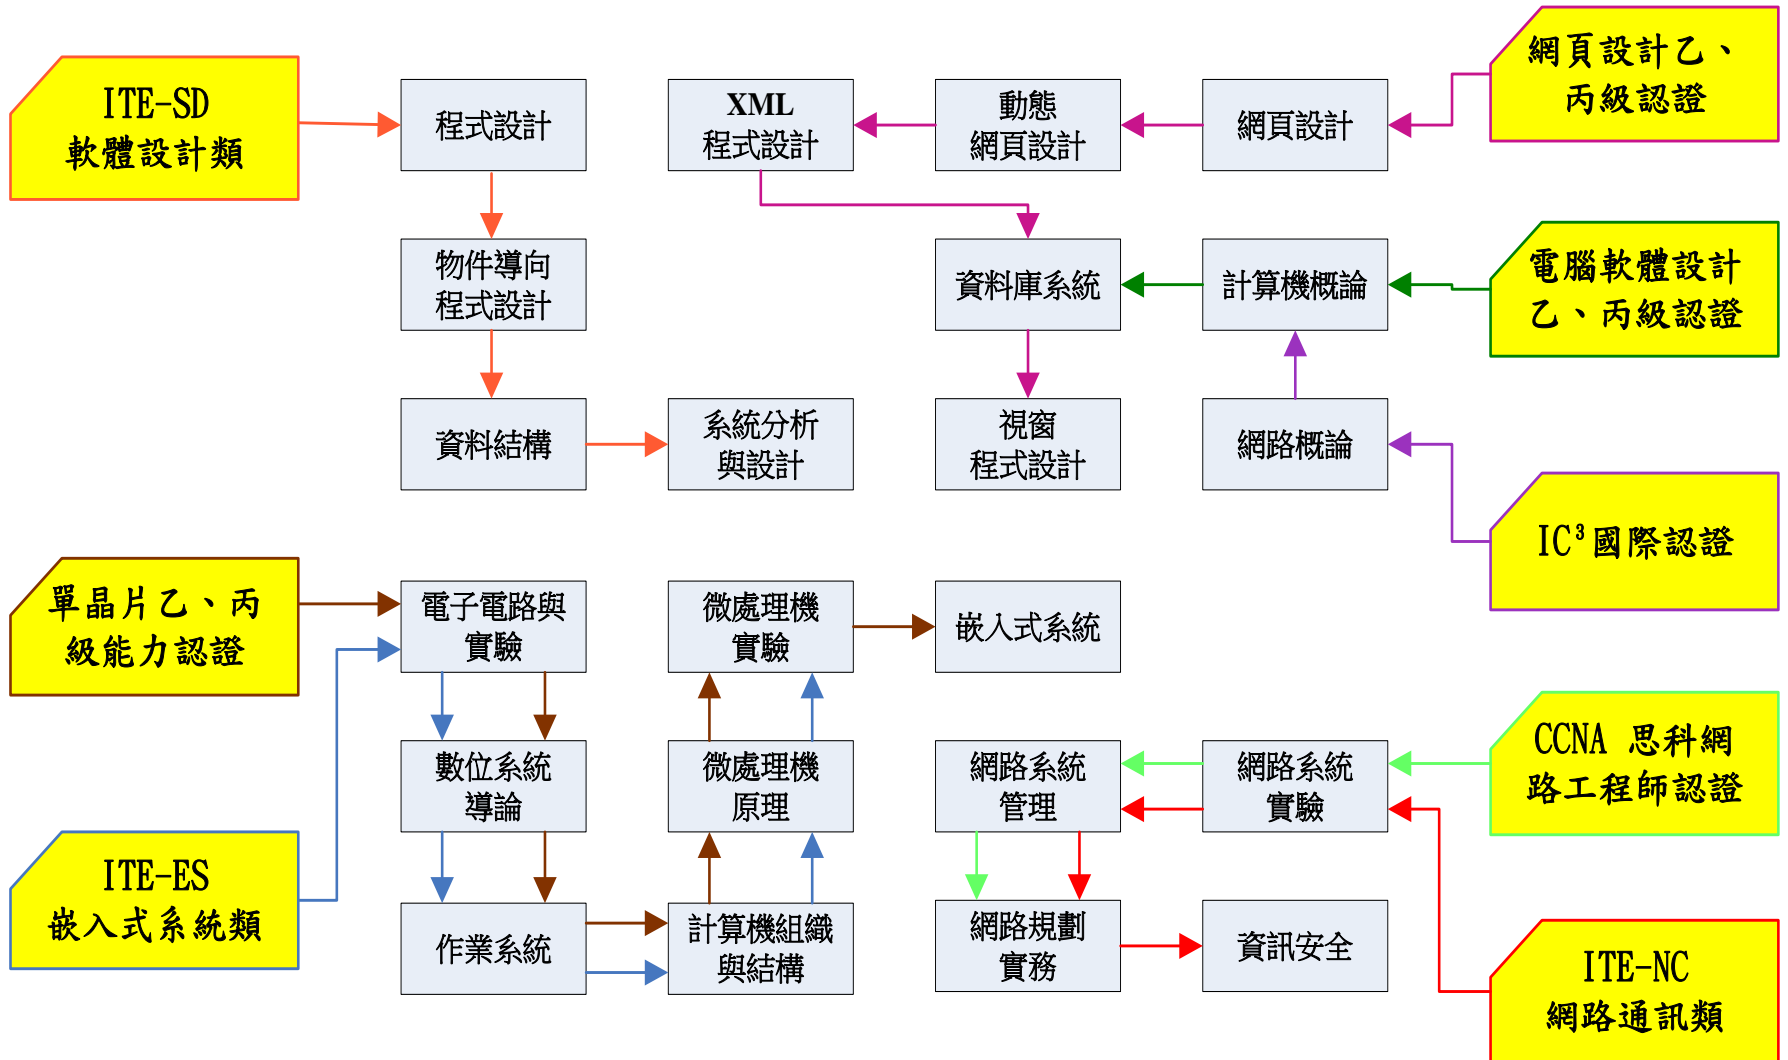 網頁設計乙、
丙級認證
ITE-SD
軟體設計類
程式設計
XML
程式設計
動態
網頁設計
網頁設計
物件導向
程式設計
資料庫系統
計算機概論
電腦軟體設計
乙、丙級認證
資料結構
系統分析
與設計
視窗
程式設計
網路概論
IC³國際認證
單晶片乙、丙
級能力認證
電子電路與
實驗
微處理機
實驗
嵌入式系統
數位系統
導論
微處理機
原理
網路系統
管理
網路系統
實驗
CCNA 思科網
路工程師認證
ITE-ES
嵌入式系統類
作業系統
計算機組織
與結構
網路規劃
實務
資訊安全
ITE-NC
網路通訊類